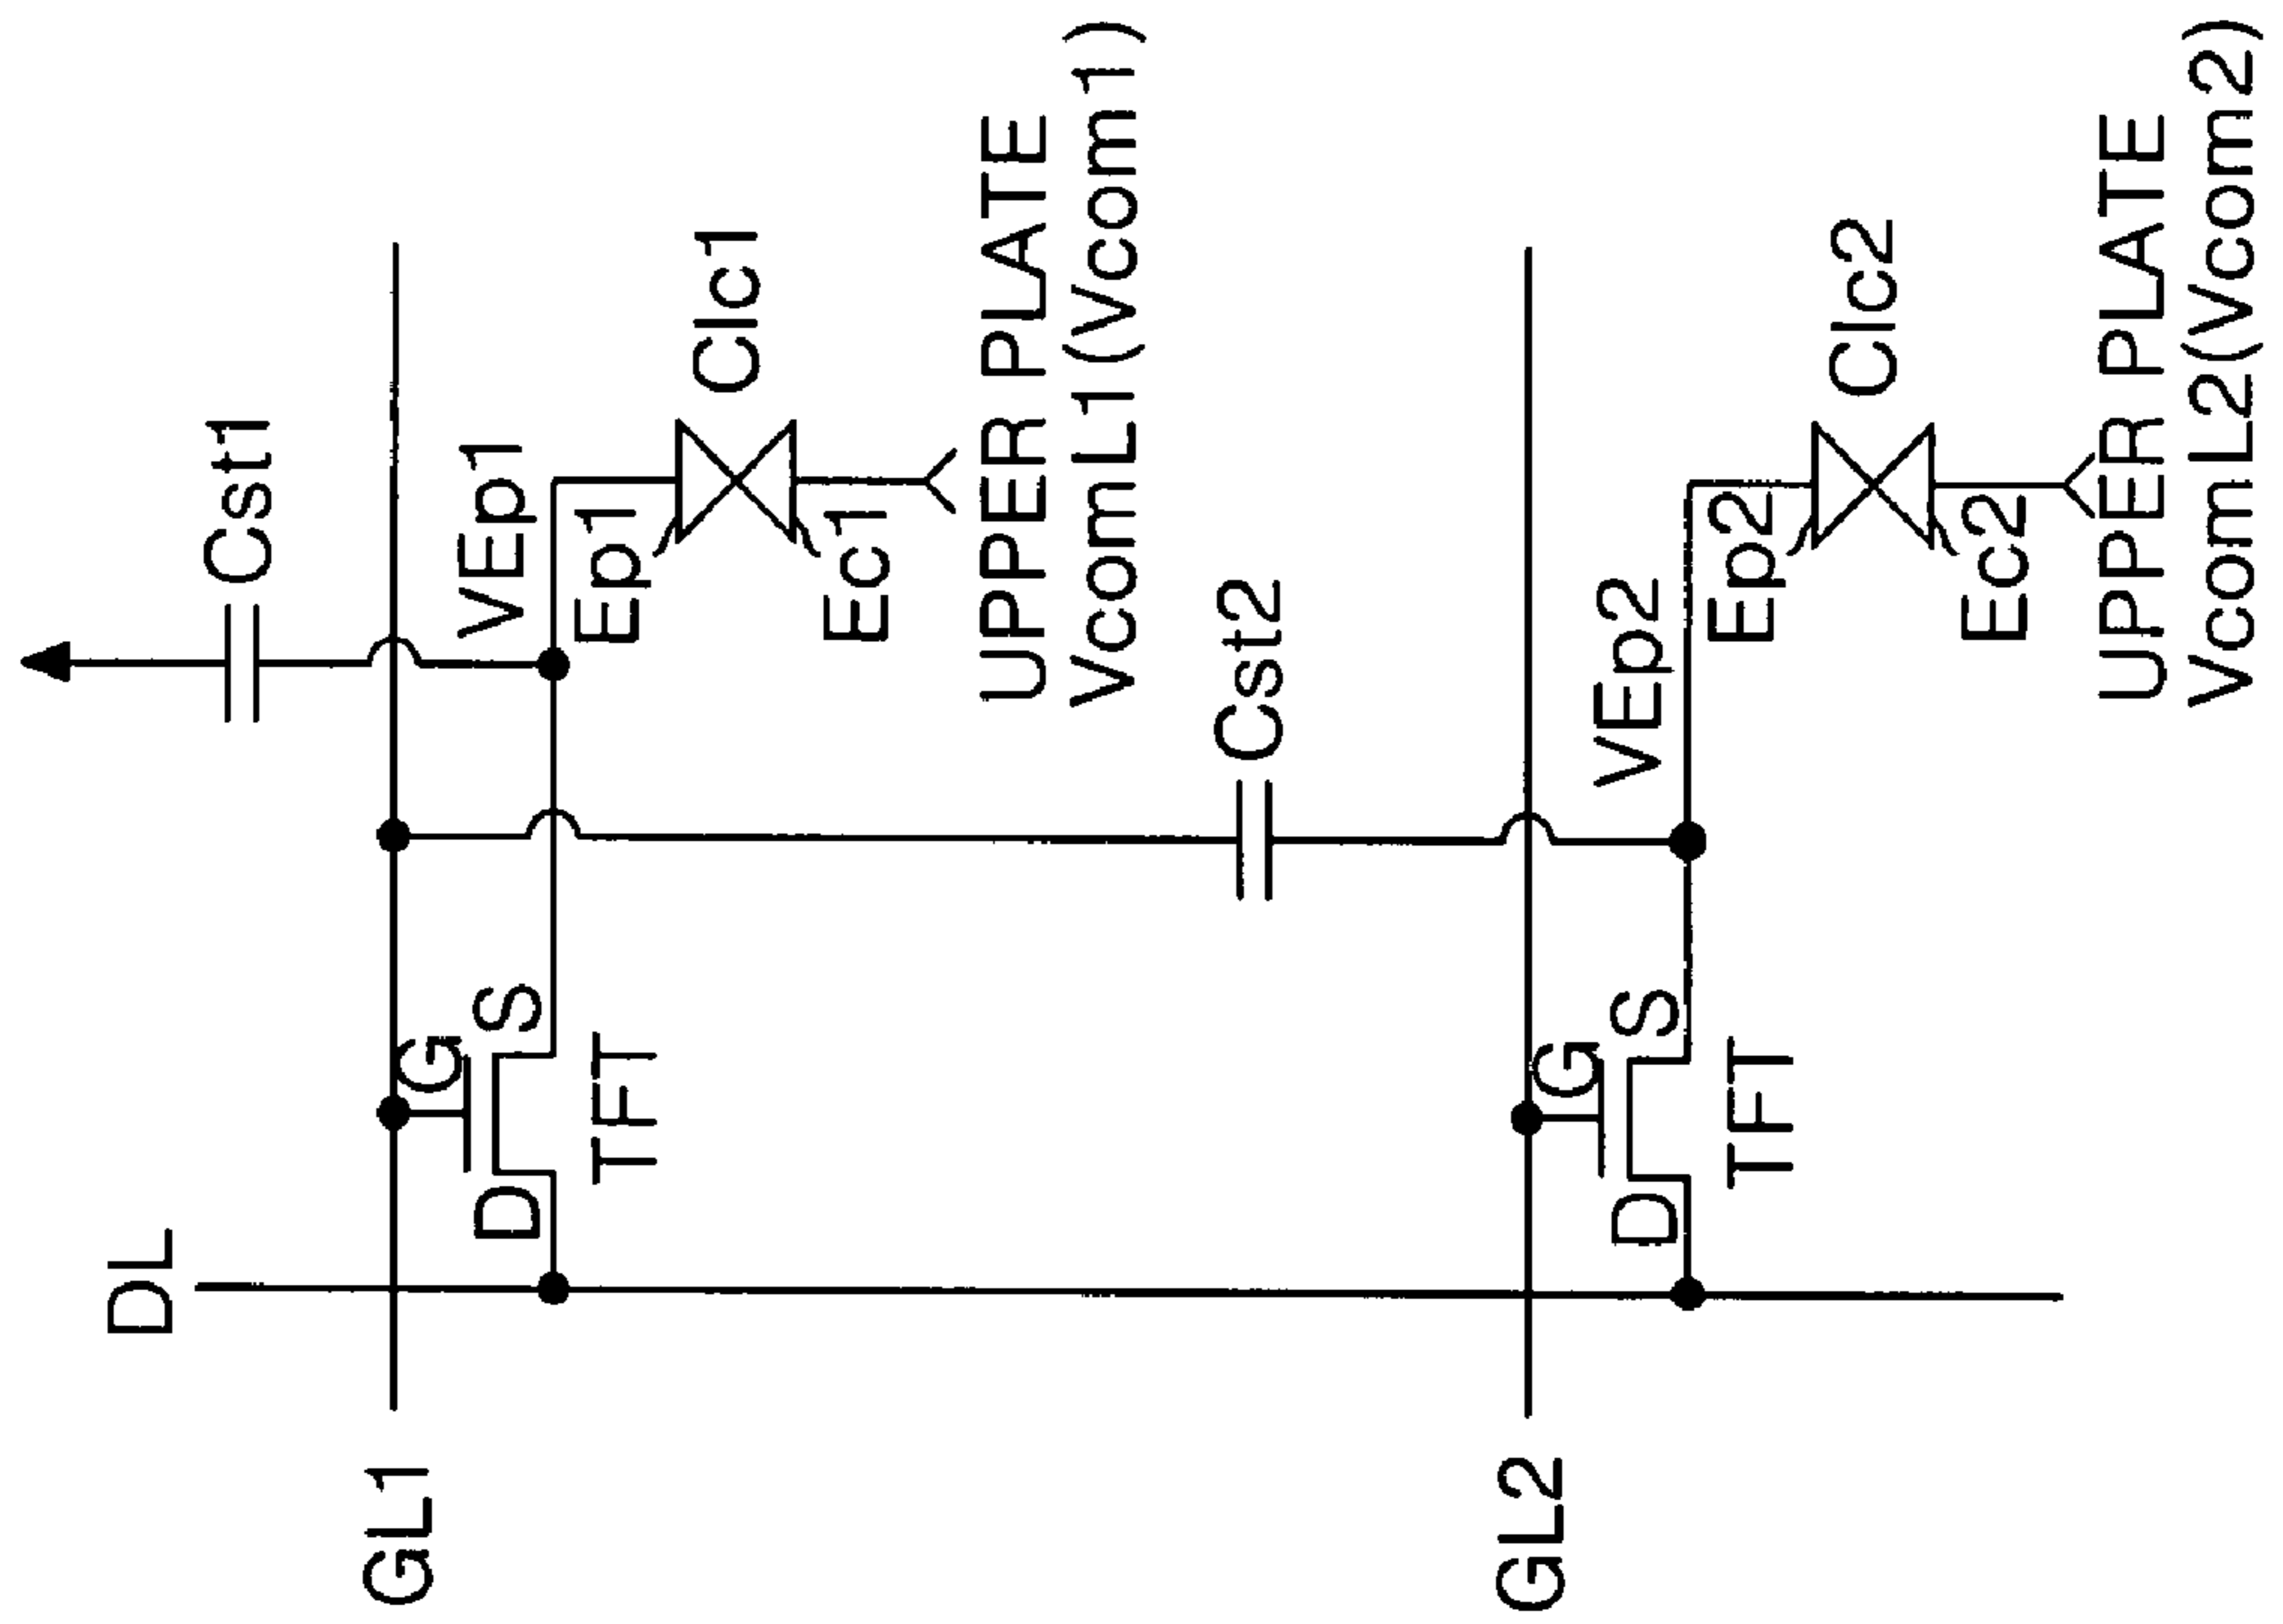 DL
GL1
G
D
S
TFT
Cst1
VEp1
Ep1
Clc1
Ec1
UPPER PLATE
VcomL1(Vcom1)
Cst2
GL2
G
D
S
TFT
VEp2
Ep2
Clc2
Ec2
UPPER PLATE
VcomL2(Vcom2)